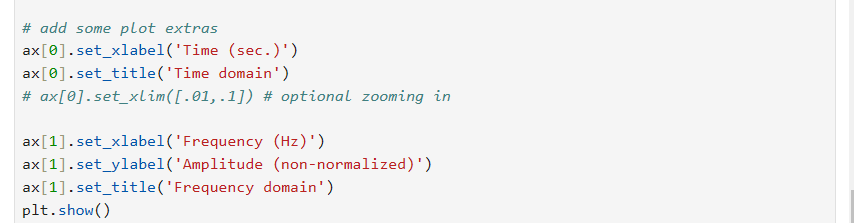 # add some plot extras
ax[0].set_xlabel('Time (sec.)')
ax[0].set_title('Time domain')
# ax[0].set_xlim([.01,.1]) # optional zooming in
ax[1].set_xlabel('Frequency (Hz)')
ax[1].set_ylabel('Amplitude (non-normalized)')
ax[1].set_title('Frequency domain')
plt.show()